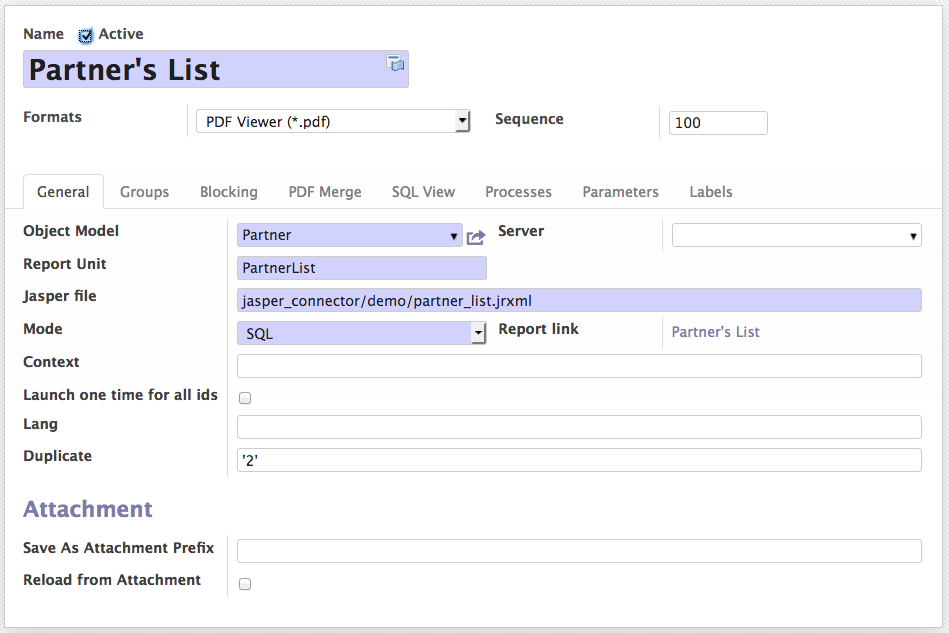 Name Active
Partner's List
Formats PDF Viewer (*.pdf) Sequence 100
General Groups Blocking PDF Merge SQL View Processes Parameters Labels
Object Model Partner Server
Report Unit PartnerList
Jasper file jasper_connector/demo/partner_list.jrxml
Mode SQL Report link Partner's List
Context
Launch one time for all ids
Lang
Duplicate '2'
Attachment
Save As Attachment Prefix
Reload from Attachment